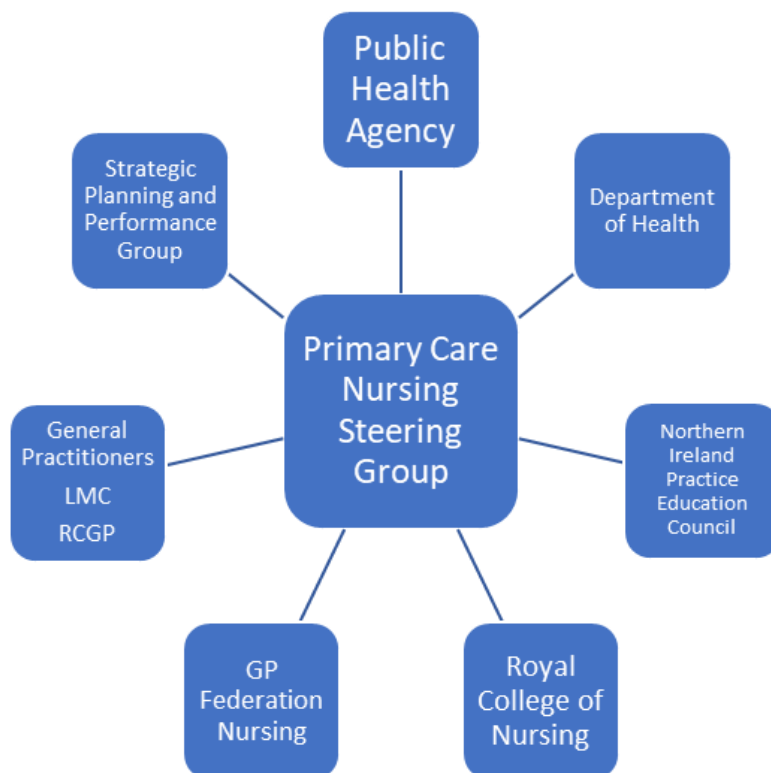 Public
Health
Agency
Strategic
Planning and
Performance
Group
Department
of Health
Primary Care
Nursing
Steering
Group
General
Practitioners
LMC
RCGP
Northern
Ireland
Practice
Education
Council
GP
Federation
Nursing
Royal
College of
Nursing